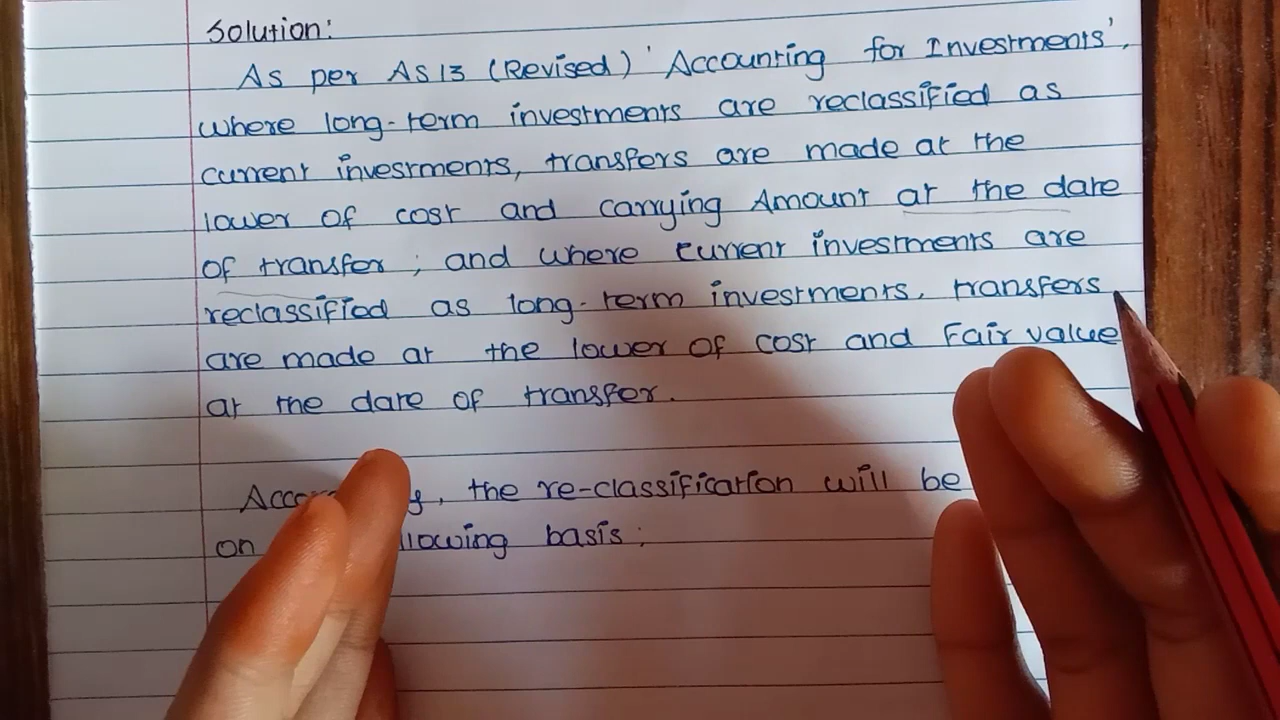 Solution:
As per AS 13 (Revised) 'Accounting for Investments',
where long-term investments are reclassified as
current investments, transfers are made at the
lower of cost and carrying Amount at the date
of transfer; and where current investments are
reclassified as long-term investments, transfers
are made at the lower of cost and Fair value
at the date of transfer.
the re-classification will be
on basis: